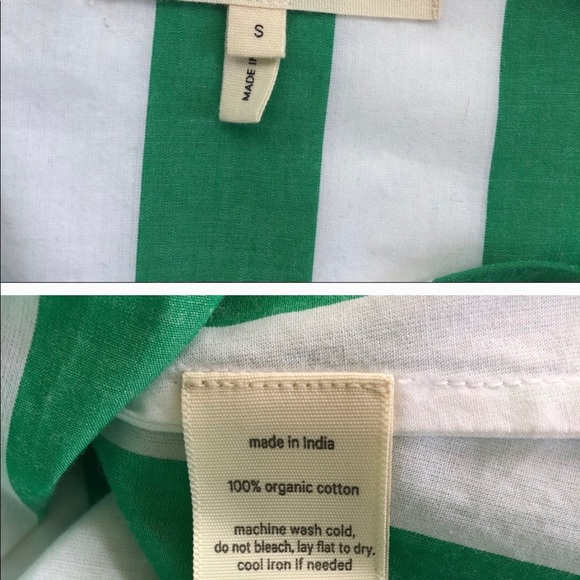 S
MADE IN
made in India
100% organic cotton
machine wash cold,
do not bleach, lay flat to dry.
cool iron if needed